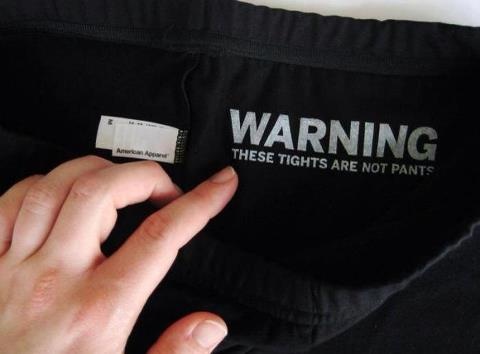 WARNING
THESE TIGHTS ARE NOT PANTS
American Apparel